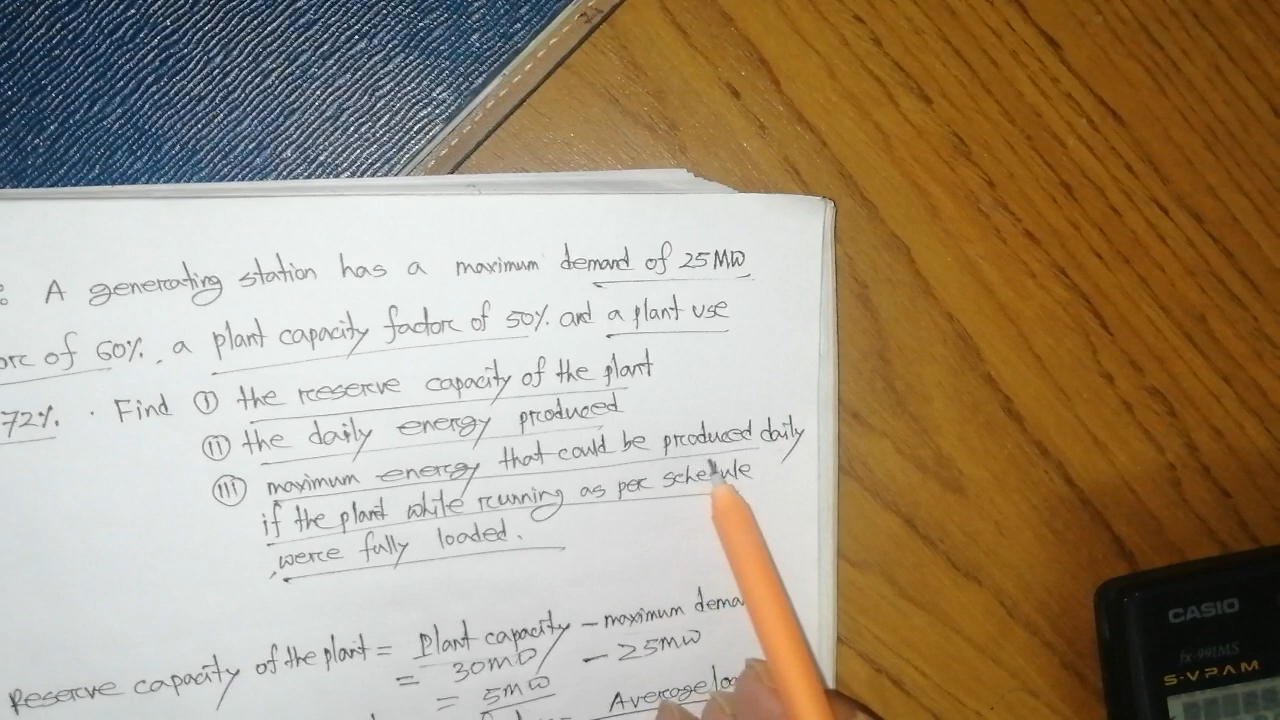 : A generating station has a maximum demand of 25MW
of 60%, a plant capacity factor of 50% and a plant use
72%. Find (i) the reserve capacity of the plant
(ii) the daily energy produced
(iii) maximum energy that could be produced daily
if the plant while running as per schedule
were fully loaded.
Reserve capacity of the plant = Plant capacity - maximum dema
= 30MW - 25MW
= 5MW
Average lo
CASIO
fx-991MS
S-V.P.A.M.